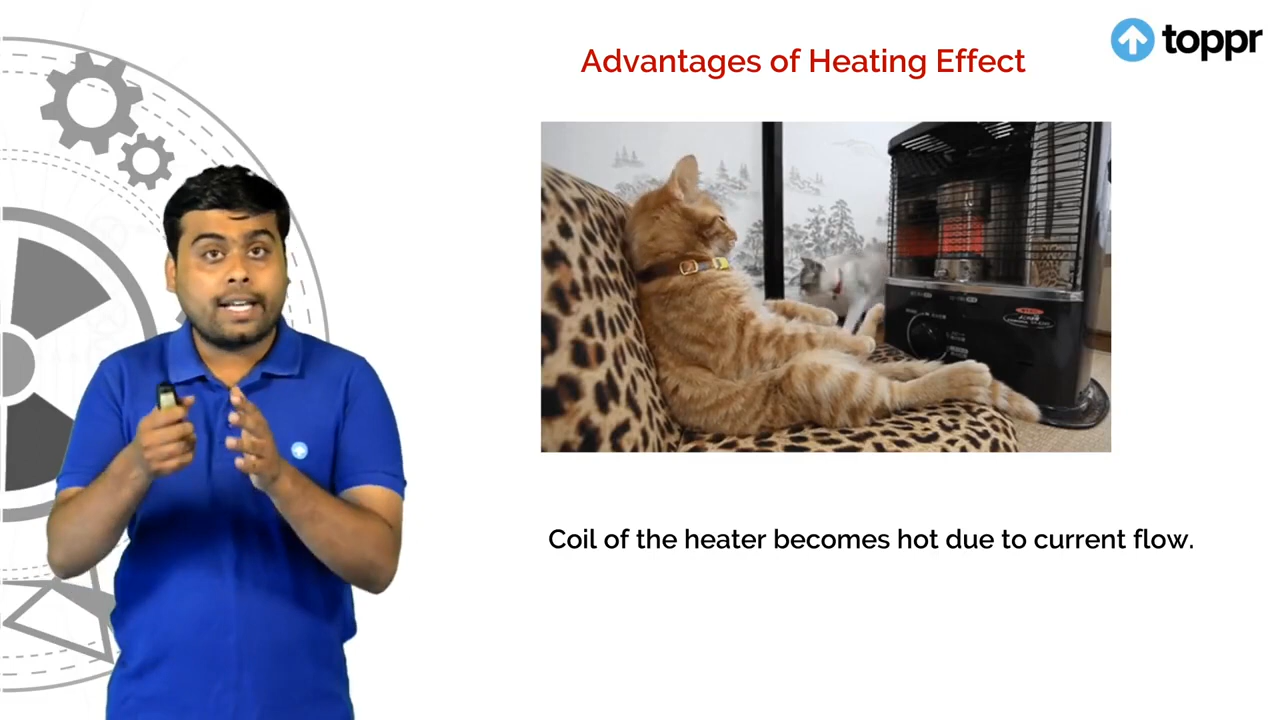 toppr
Advantages of Heating Effect
Coil of the heater becomes hot due to current flow.